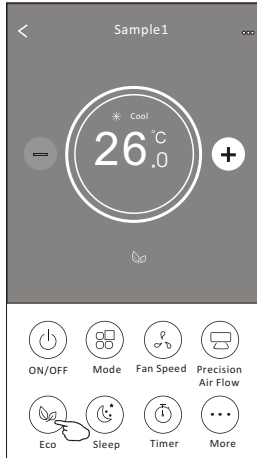 Sample1
Cool
26.0°C
ON/OFF
Mode
Fan Speed
Precision
Air Flow
Eco
Sleep
Timer
More